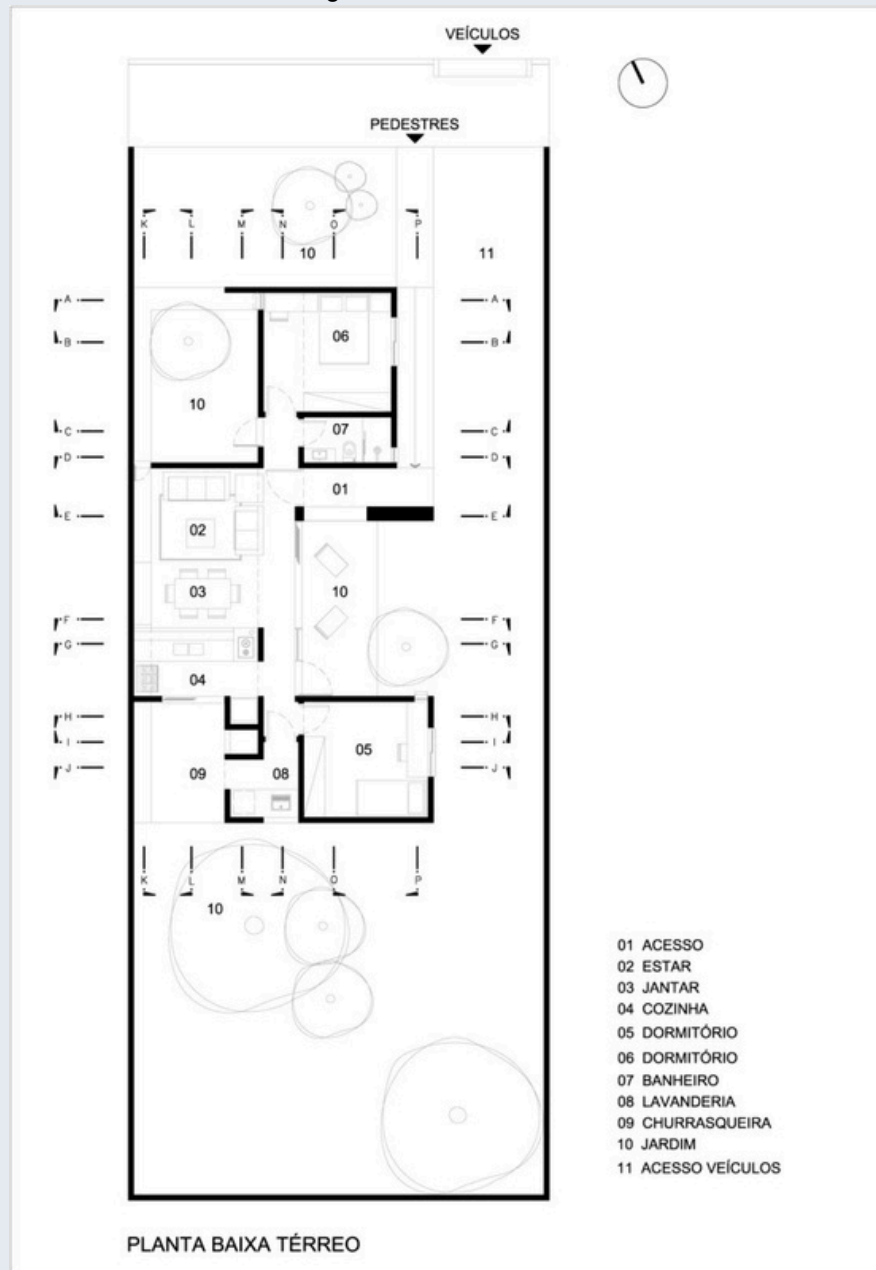 VEÍCULOS
PEDESTRES
K L M N O P
10
11
A A
06
B B
10
07
C C
D D
01
E E
02
03
10
F F
G G
04
H H
05
I I
09
08
J J
K L M N O P
10
01 ACESSO
02 ESTAR
03 JANTAR
04 COZINHA
05 DORMITÓRIO
06 DORMITÓRIO
07 BANHEIRO
08 LAVANDERIA
09 CHURRASQUEIRA
10 JARDIM
11 ACESSO VEÍCULOS
PLANTA BAIXA TÉRREO